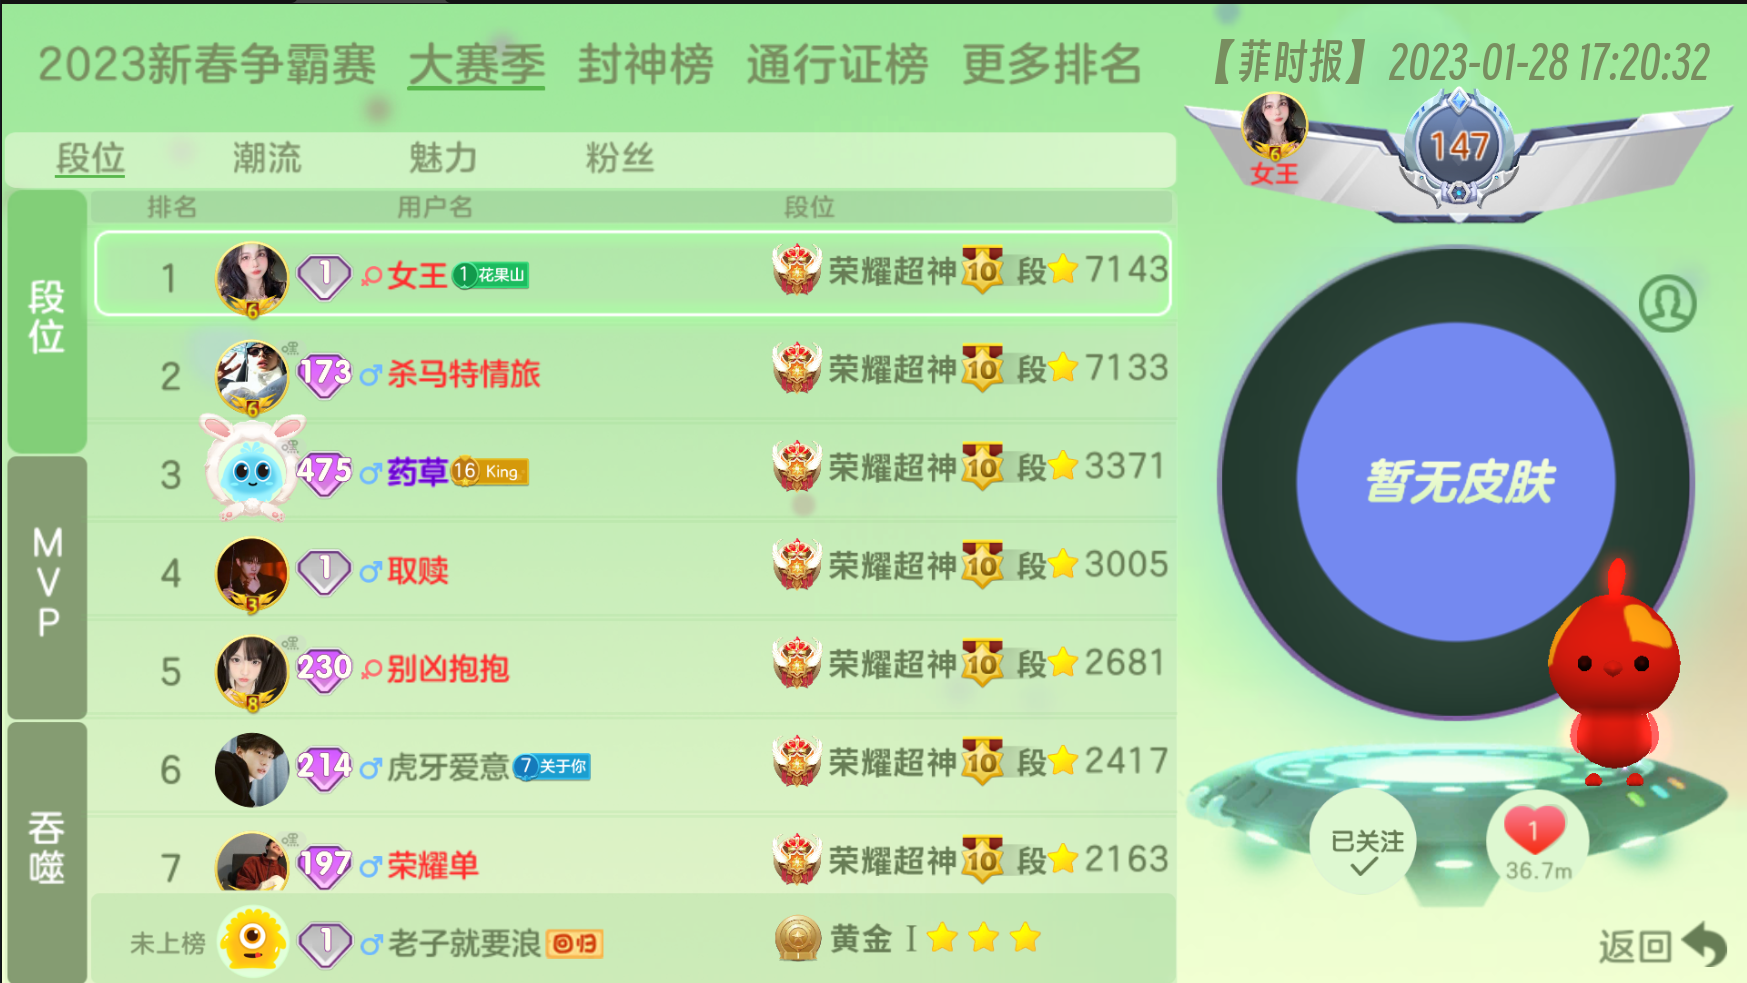 2023新春争霸赛 大赛季 封神榜 通行证榜 更多排名
【菲时报】 2023-01-28 17:20:32
段位 潮流 魅力 粉丝
6 女王 147
排名 用户名 段位
1 6 1 女王 1 花果山 荣耀超神 10 段 7143
2 6 嘿 173 杀马特情旅 荣耀超神 10 段 7133
3 嘿 475 药草 16 King 荣耀超神 10 段 3371
4 3 1 取赎 荣耀超神 10 段 3005
5 8 嘿 230 别凶抱抱 荣耀超神 10 段 2681
6 214 虎牙爱意 7 关于你 荣耀超神 10 段 2417
7 嘿 197 荣耀单 荣耀超神 10 段 2163
未上榜 1 老子就要浪 回归 黄金 I
段位
MVP
吞噬
暂无皮肤
已关注
1
36.7m
返回